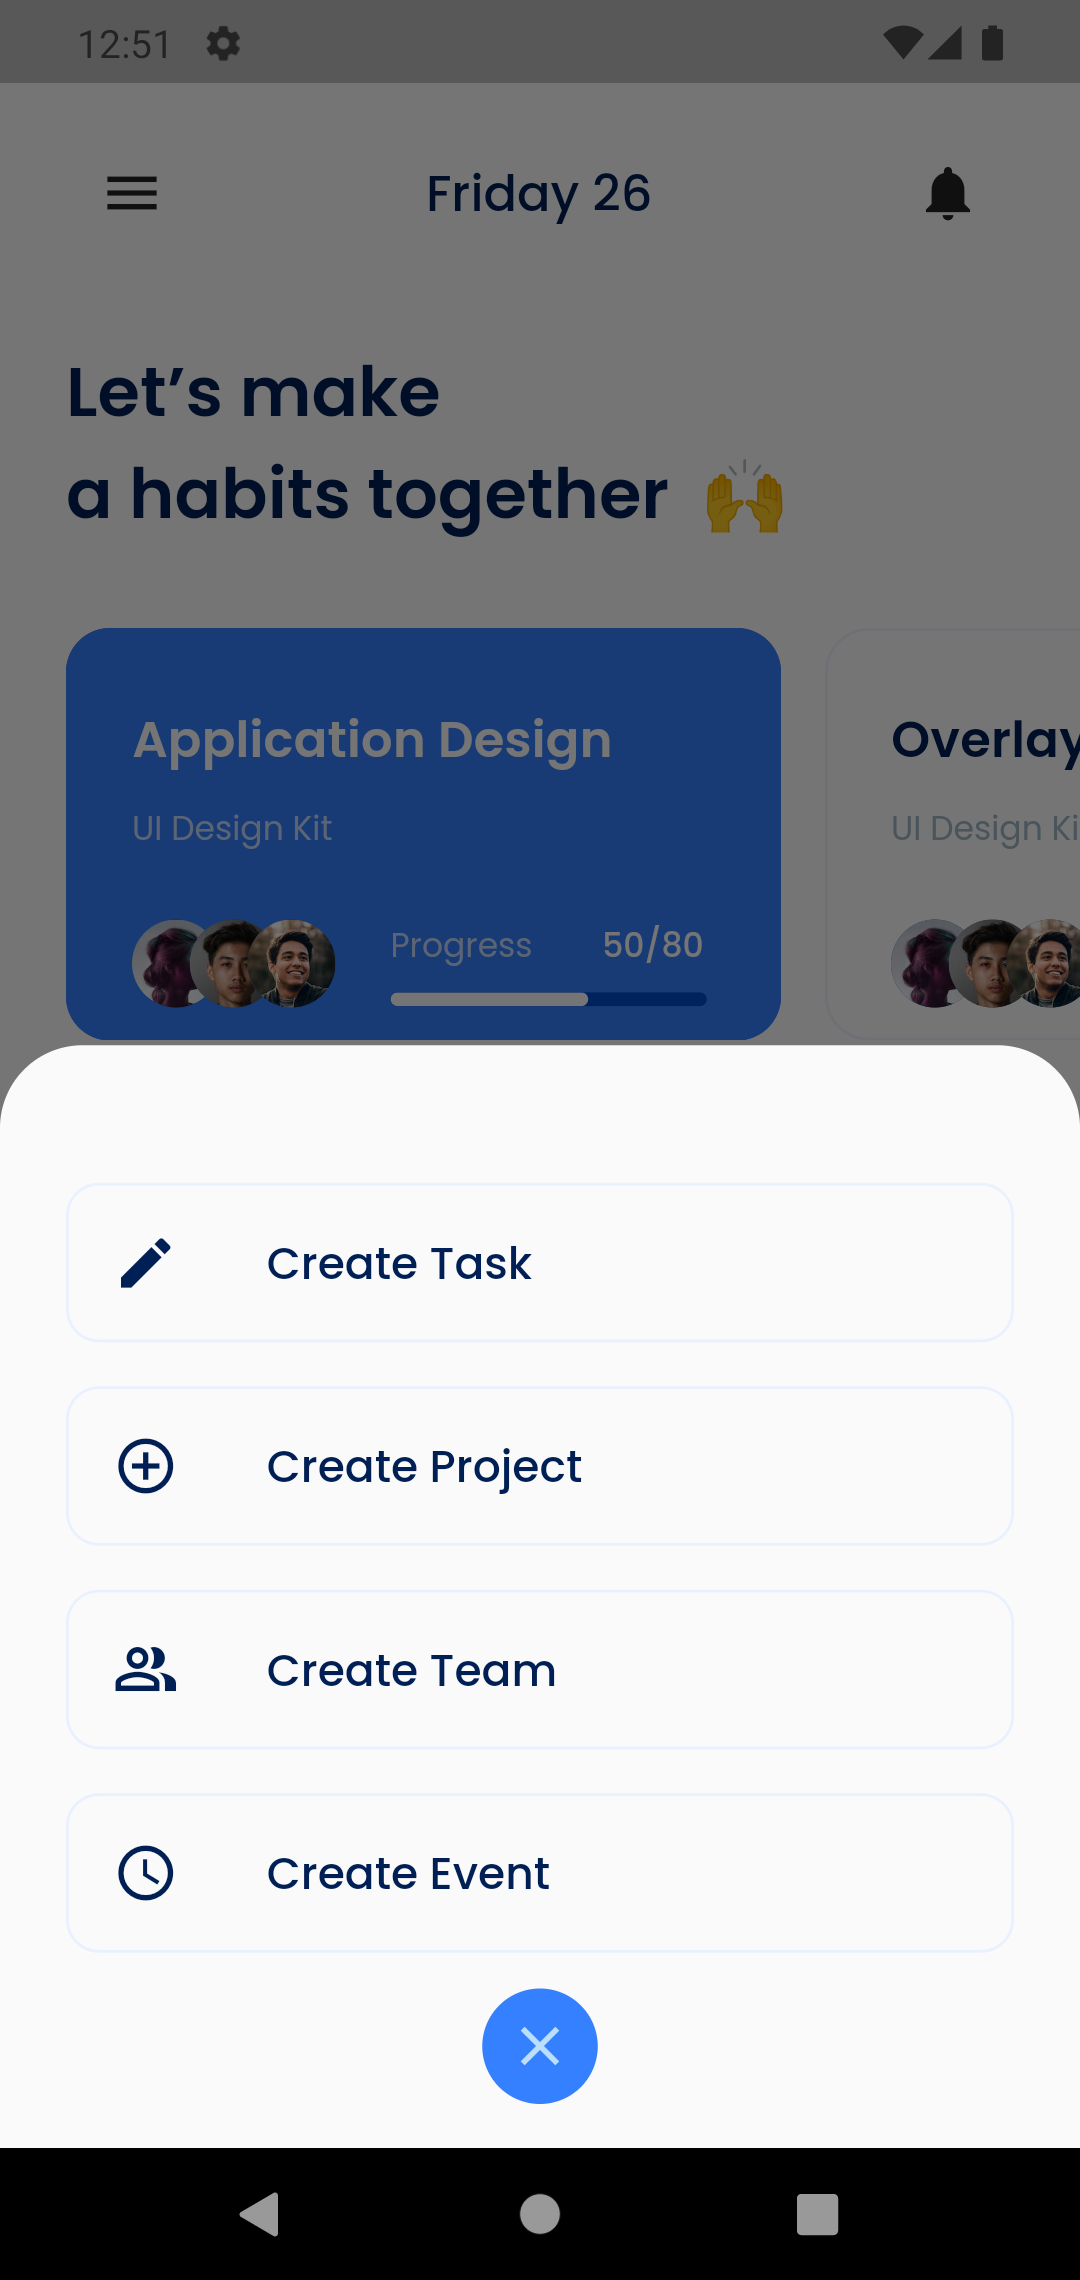 12:51
Friday 26
Let’s make
a habits together 🙌
Application Design
UI Design Kit
Progress 50/80
Overlay
UI Design Ki
Create Task
Create Project
Create Team
Create Event